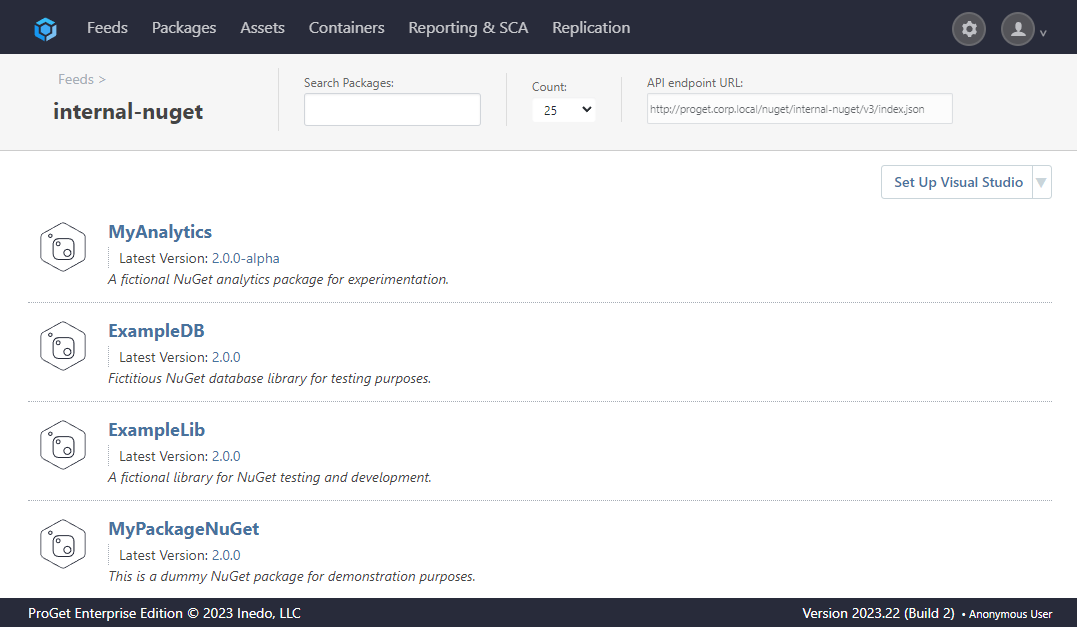 Feeds Packages Assets Containers Reporting & SCA Replication
Feeds >
internal-nuget
Search Packages:
Count:
25
API endpoint URL:
http://proget.corp.local/nuget/internal-nuget/v3/index.json
Set Up Visual Studio
MyAnalytics
Latest Version: 2.0.0-alpha
A fictional NuGet analytics package for experimentation.
ExampleDB
Latest Version: 2.0.0
Fictitious NuGet database library for testing purposes.
ExampleLib
Latest Version: 2.0.0
A fictional library for NuGet testing and development.
MyPackageNuGet
Latest Version: 2.0.0
This is a dummy NuGet package for demonstration purposes.
ProGet Enterprise Edition © 2023 Inedo, LLC
Version 2023.22 (Build 2) • Anonymous User